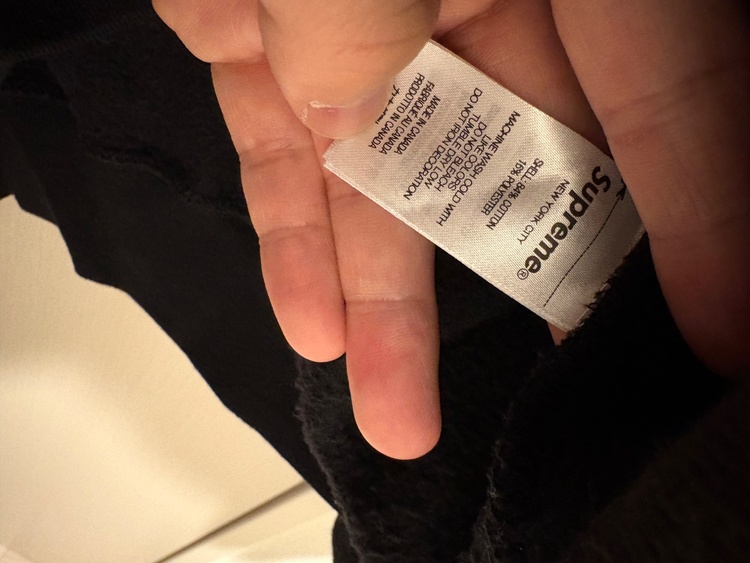 Supreme®
NEW YORK CITY
SHELL: 84% COTTON
16% POLYESTER
MACHINE WASH COLD WITH
LIKE COLORS
DO NOT BLEACH
TUMBLE DRY LOW
DO NOT IRON DECORATION
MADE IN CANADA
FABRIQUÉ AU CANADA
PRODOTTO IN CANADA